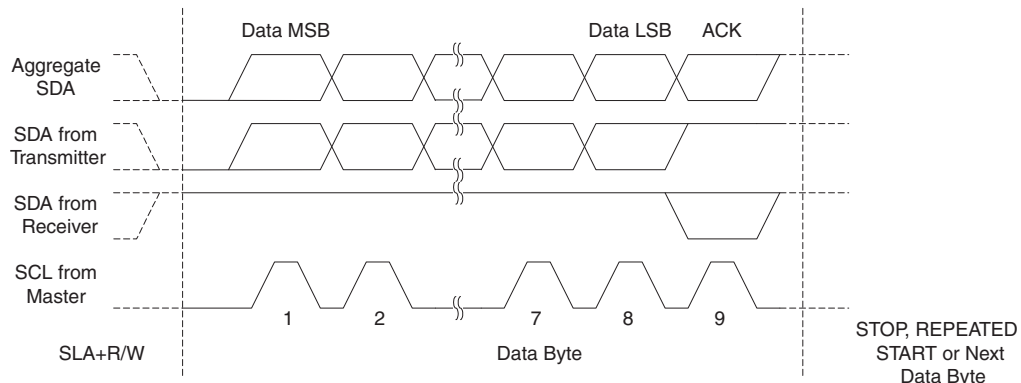 Data MSB
Data LSB
ACK
Aggregate
SDA
SDA from
Transmitter
SDA from
Receiver
SCL from
Master
1
2
7
8
9
SLA+R/W
Data Byte
STOP, REPEATED
START or Next
Data Byte